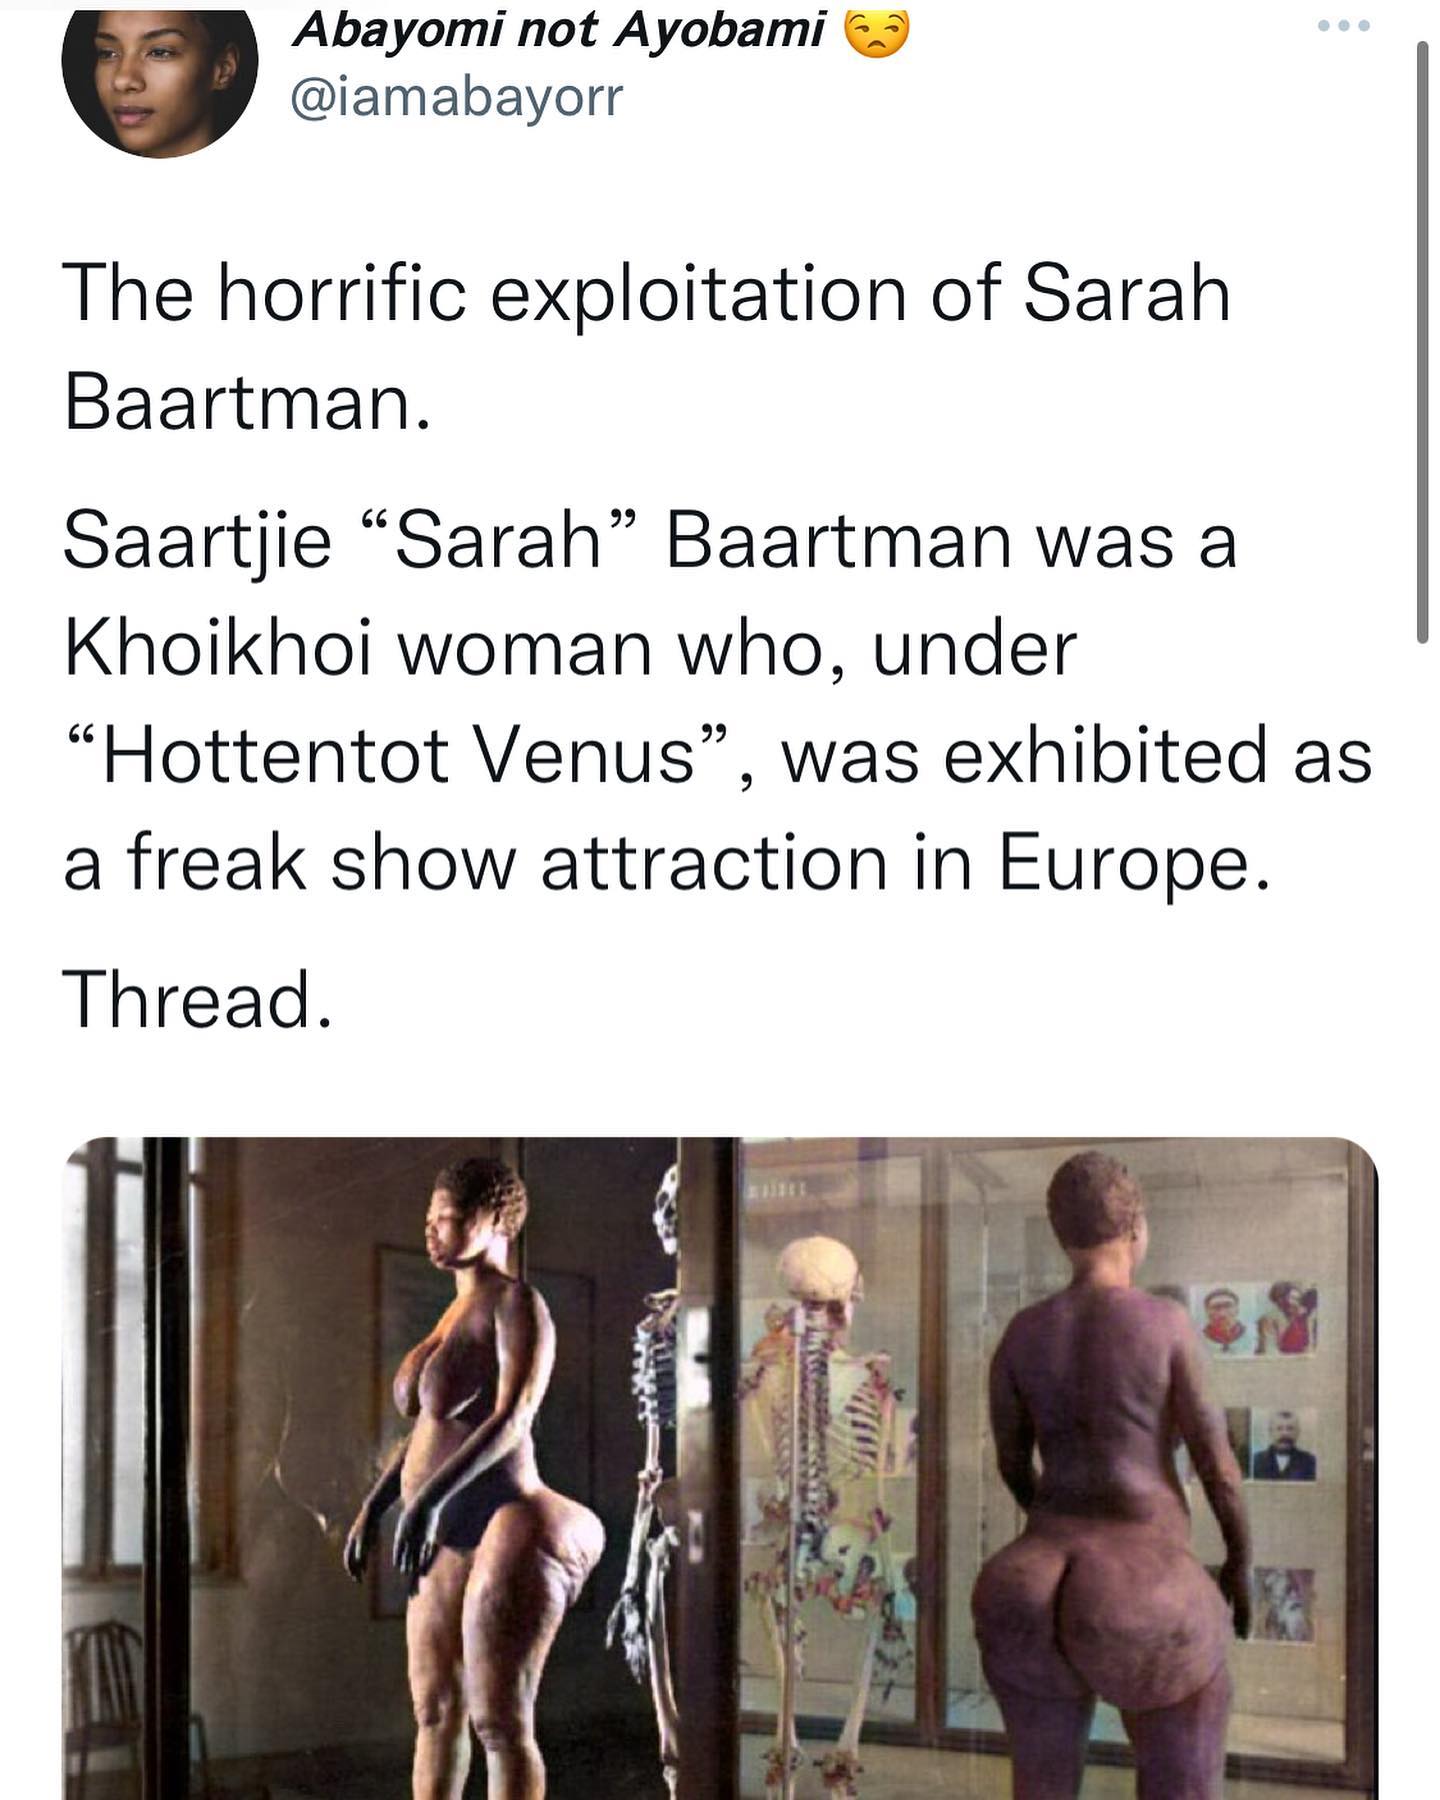 Abayomi not Ayobami 😒
@iamabayorr
The horrific exploitation of Sarah
Baartman.
Saartjie “Sarah” Baartman was a
Khoikhoi woman who, under
“Hottentot Venus”, was exhibited as
a freak show attraction in Europe.
Thread.